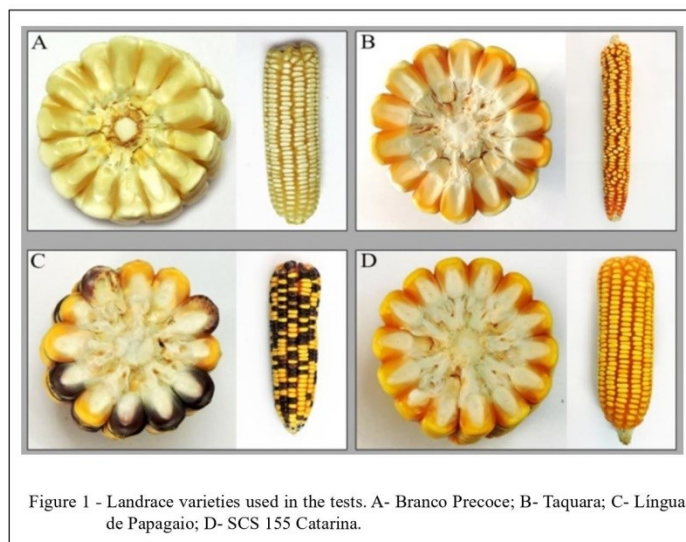 A
B
C
D
Figure 1 - Landrace varieties used in the tests. A- Branco Precoce; B- Taquara; C- Língua
de Papagaio; D- SCS 155 Catarina.